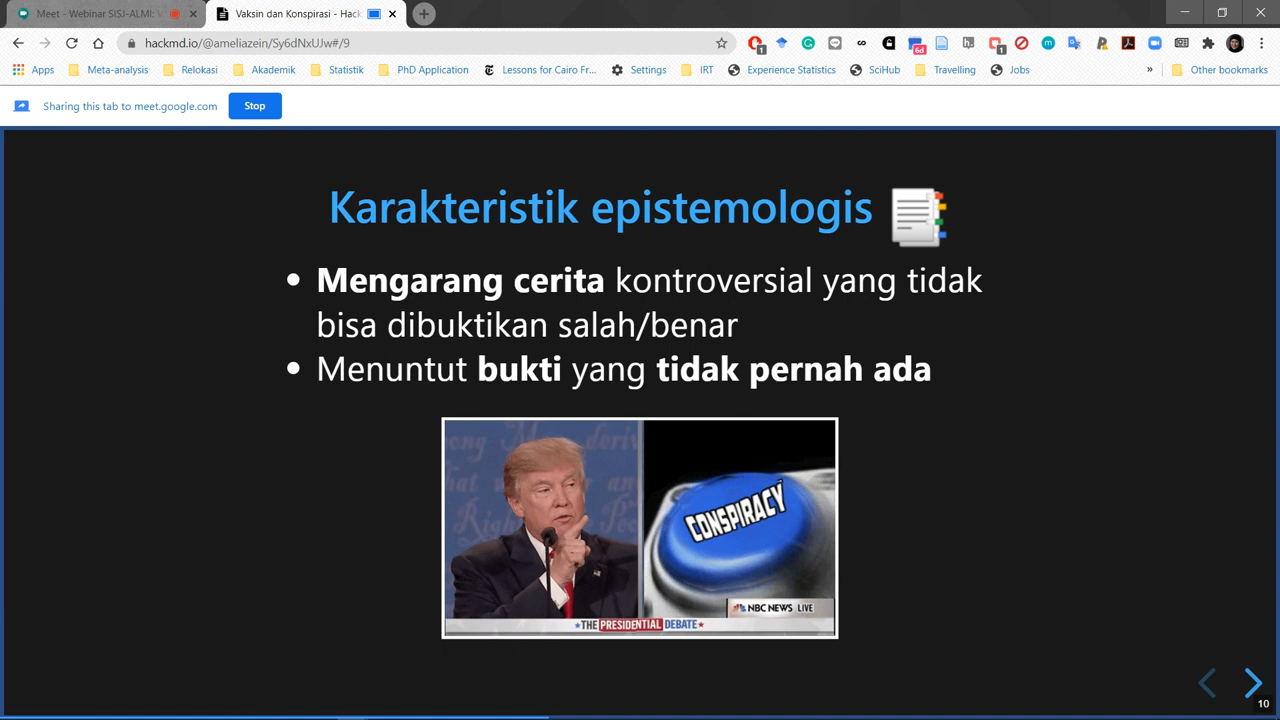 Meet - Webinar SISJ-ALMI: V
Vaksin dan Konspirasi - Hack
hackmd.io/@ameliazein/Sy6dNxUJw#/9
1
6d
1
Apps
Meta-analysis
Relokasi
Akademik
Statistik
PhD Application
Lessons for Cairo Fr...
Settings
IRT
Experience Statistics
SciHub
Travelling
Jobs
»
Other bookmarks
Sharing this tab to meet.google.com
Stop
Karakteristik epistemologis
• Mengarang cerita kontroversial yang tidak
bisa dibuktikan salah/benar
• Menuntut bukti yang tidak pernah ada
CONSPIRACY
NBC NEWS LIVE
★THE PRESIDENTIAL DEBATE★
10